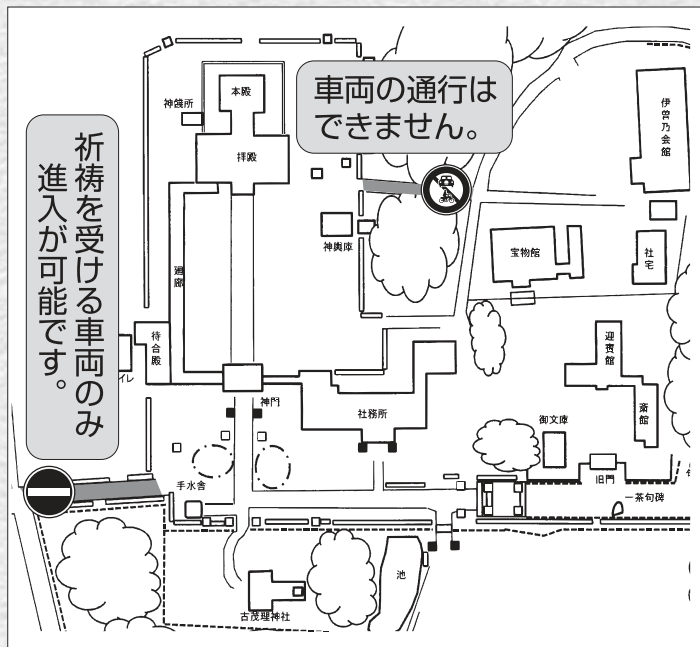 車両の通行は
できません。
祈祷を受ける車両のみ
進入が可能です。
本殿
神饌所
拝殿
伊曽乃会館
神輿庫
宝物館
社宅
廻廊
待合殿
イレ
神門
社務所
迎賓館
斎館
御文庫
旧門
手水舎
一茶句碑
池
古茂理神社